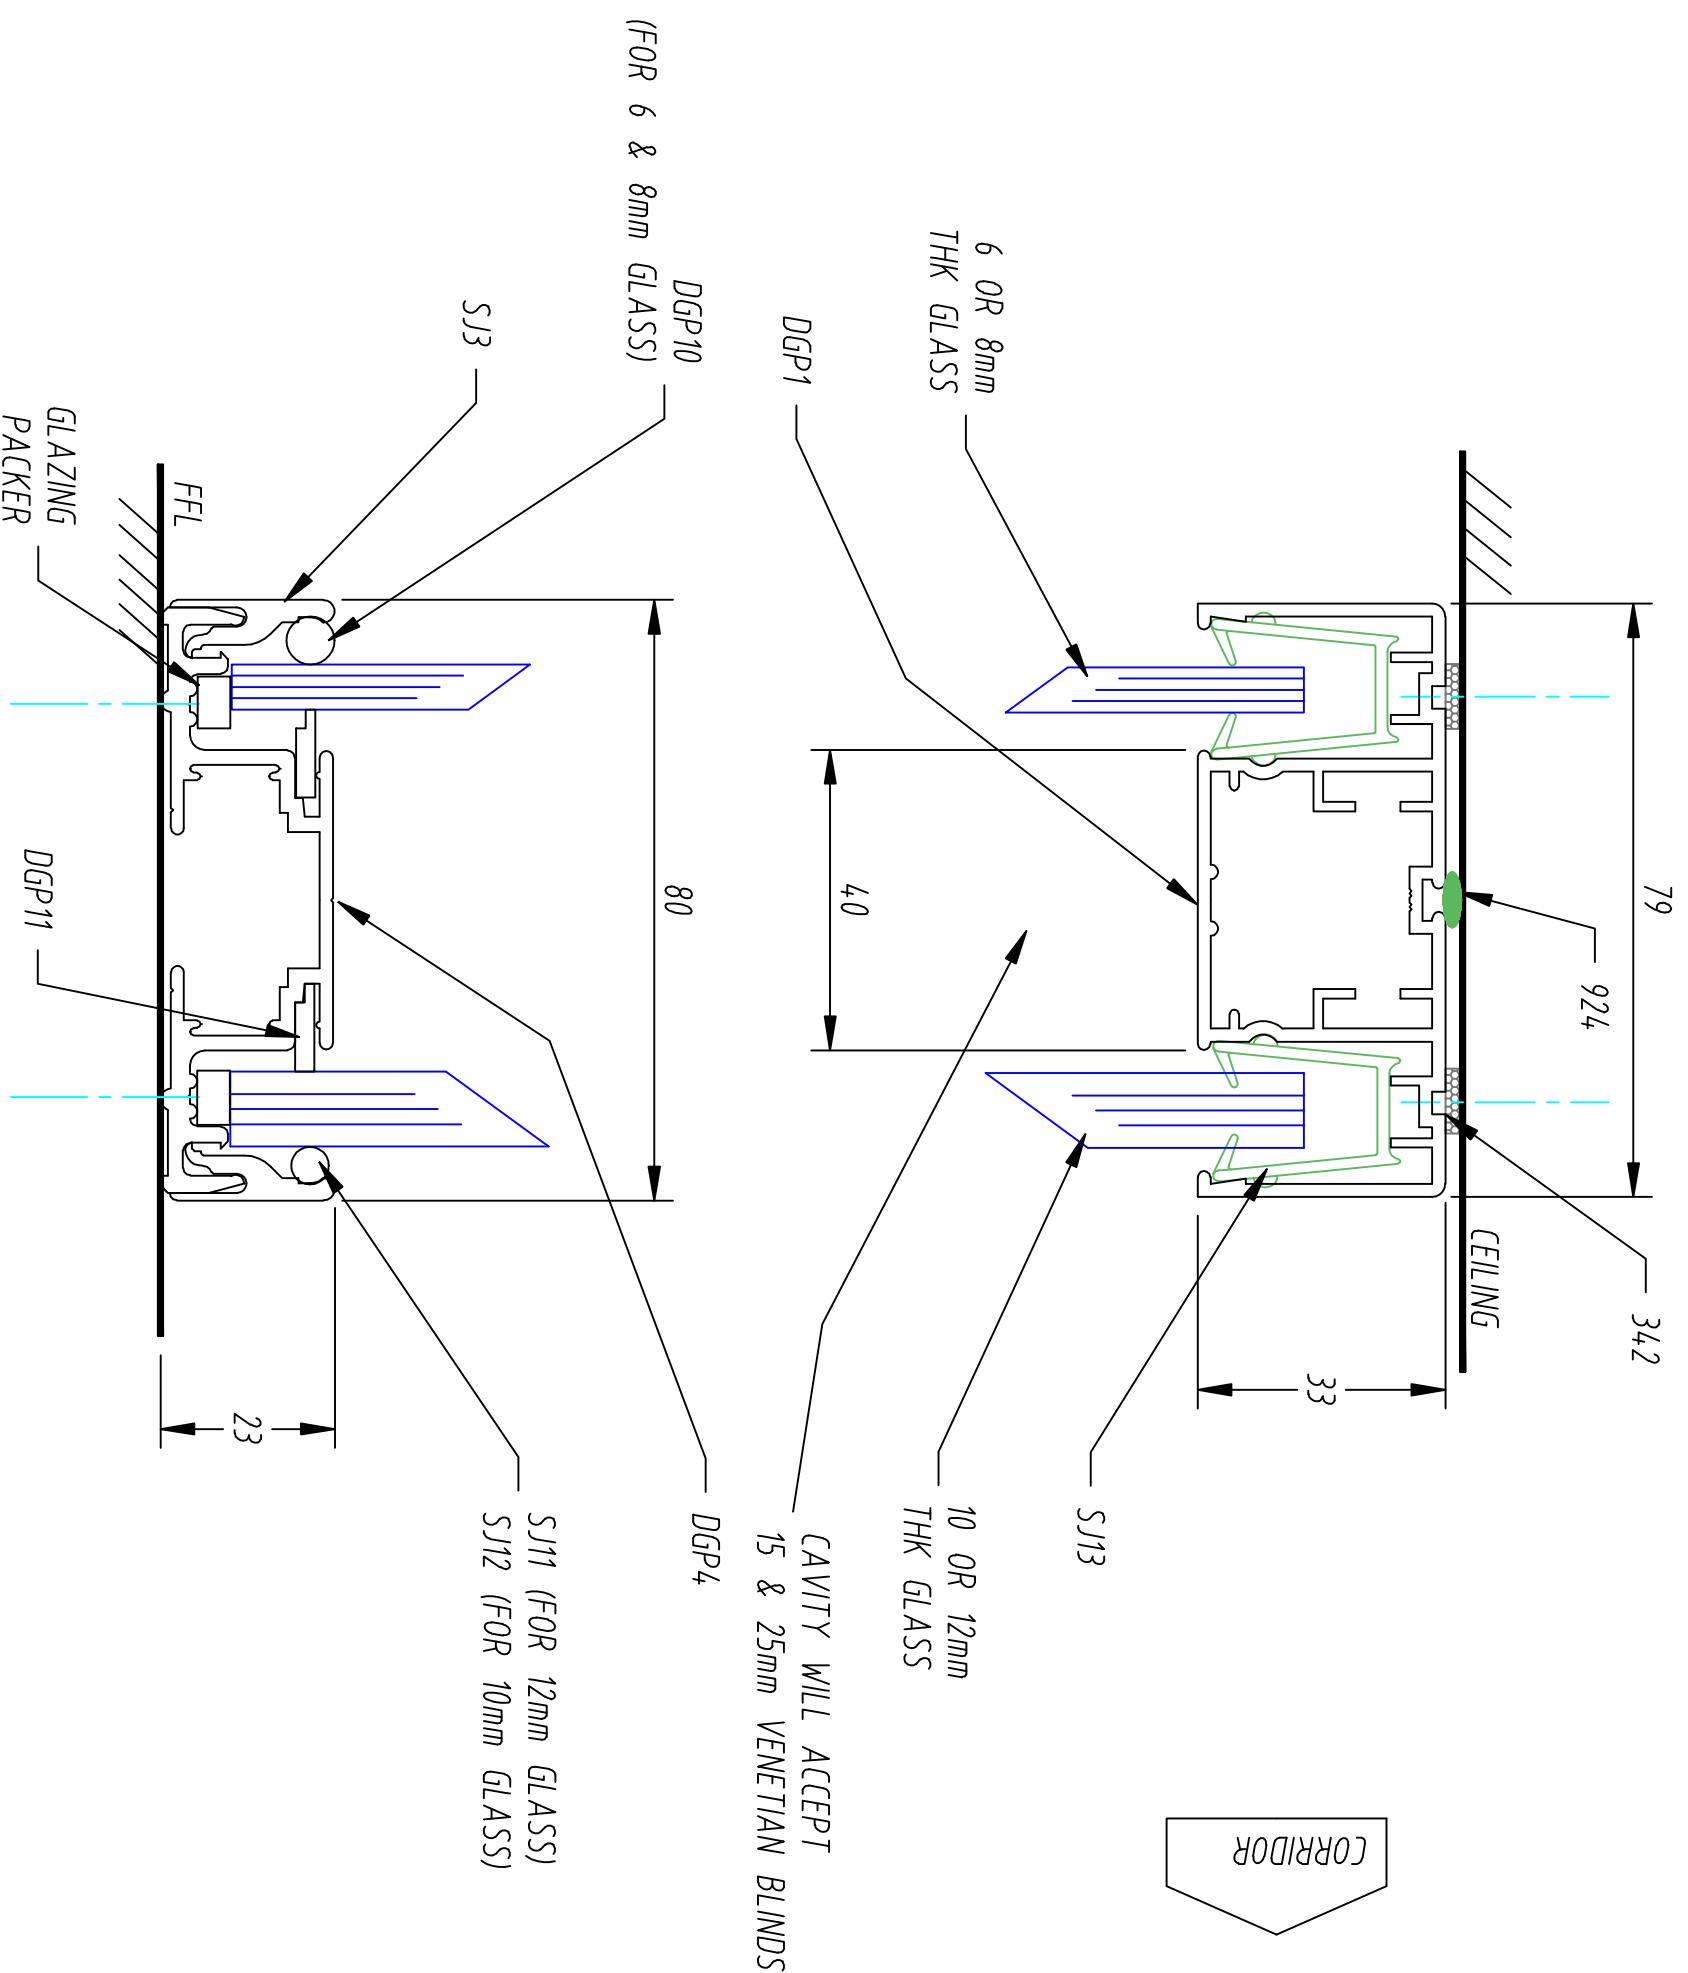 79
924
342
CEILING
33
6 OR 8mm
THK GLASS
DGP1
SJ13
10 OR 12mm
THK GLASS
40
CAVITY WILL ACCEPT
15 & 25mm VENETIAN BLINDS
DGP10
(FOR 6 & 8mm GLASS)
SJ3
80
DGP4
SJ11 (FOR 12mm GLASS)
SJ12 (FOR 10mm GLASS)
23
FFL
GLAZING
PACKER
DGP11
CORRIDOR